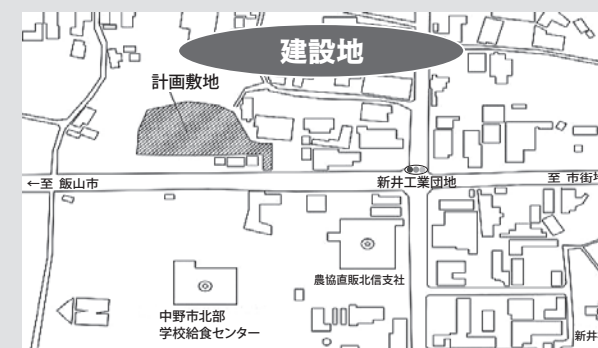 建設地
計画敷地
←至 飯山市
新井工業団地
至 市街地
農協直販北信支社
中野市北部
学校給食センター
新井